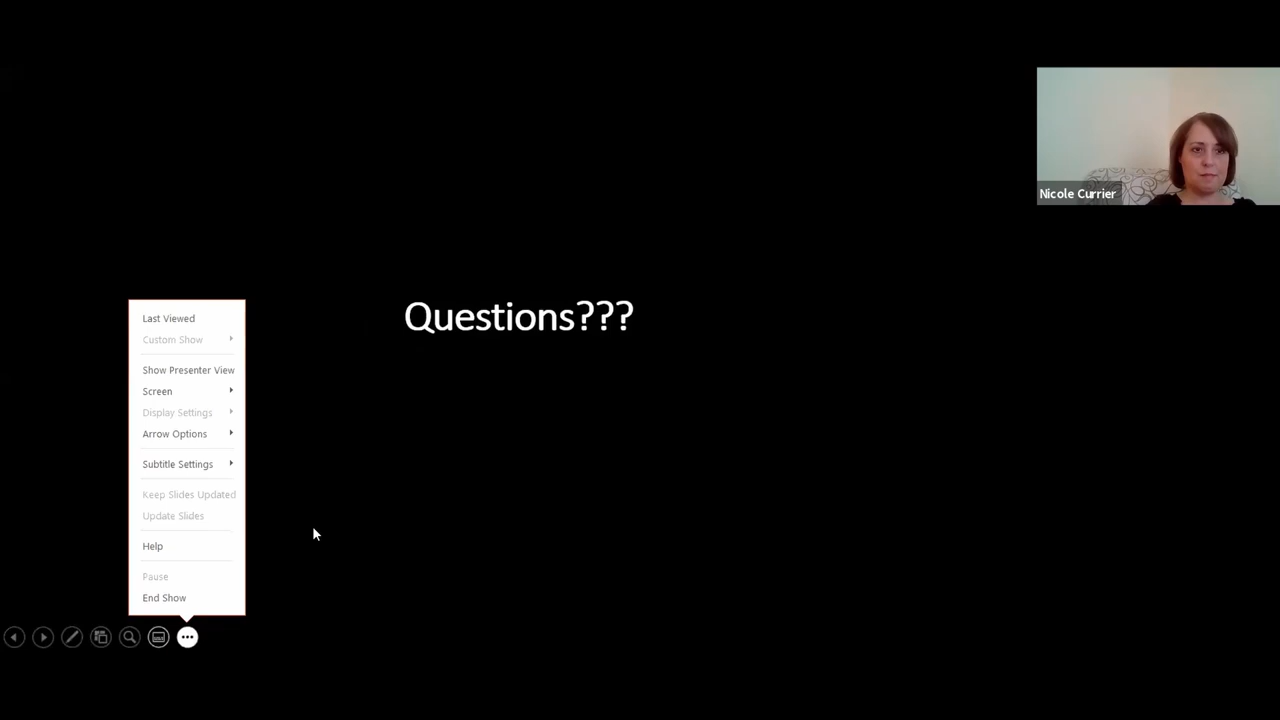 Nicole Currier
Questions???
Last Viewed
Custom Show
Show Presenter View
Screen
Display Settings
Arrow Options
Subtitle Settings
Keep Slides Updated
Update Slides
Help
Pause
End Show